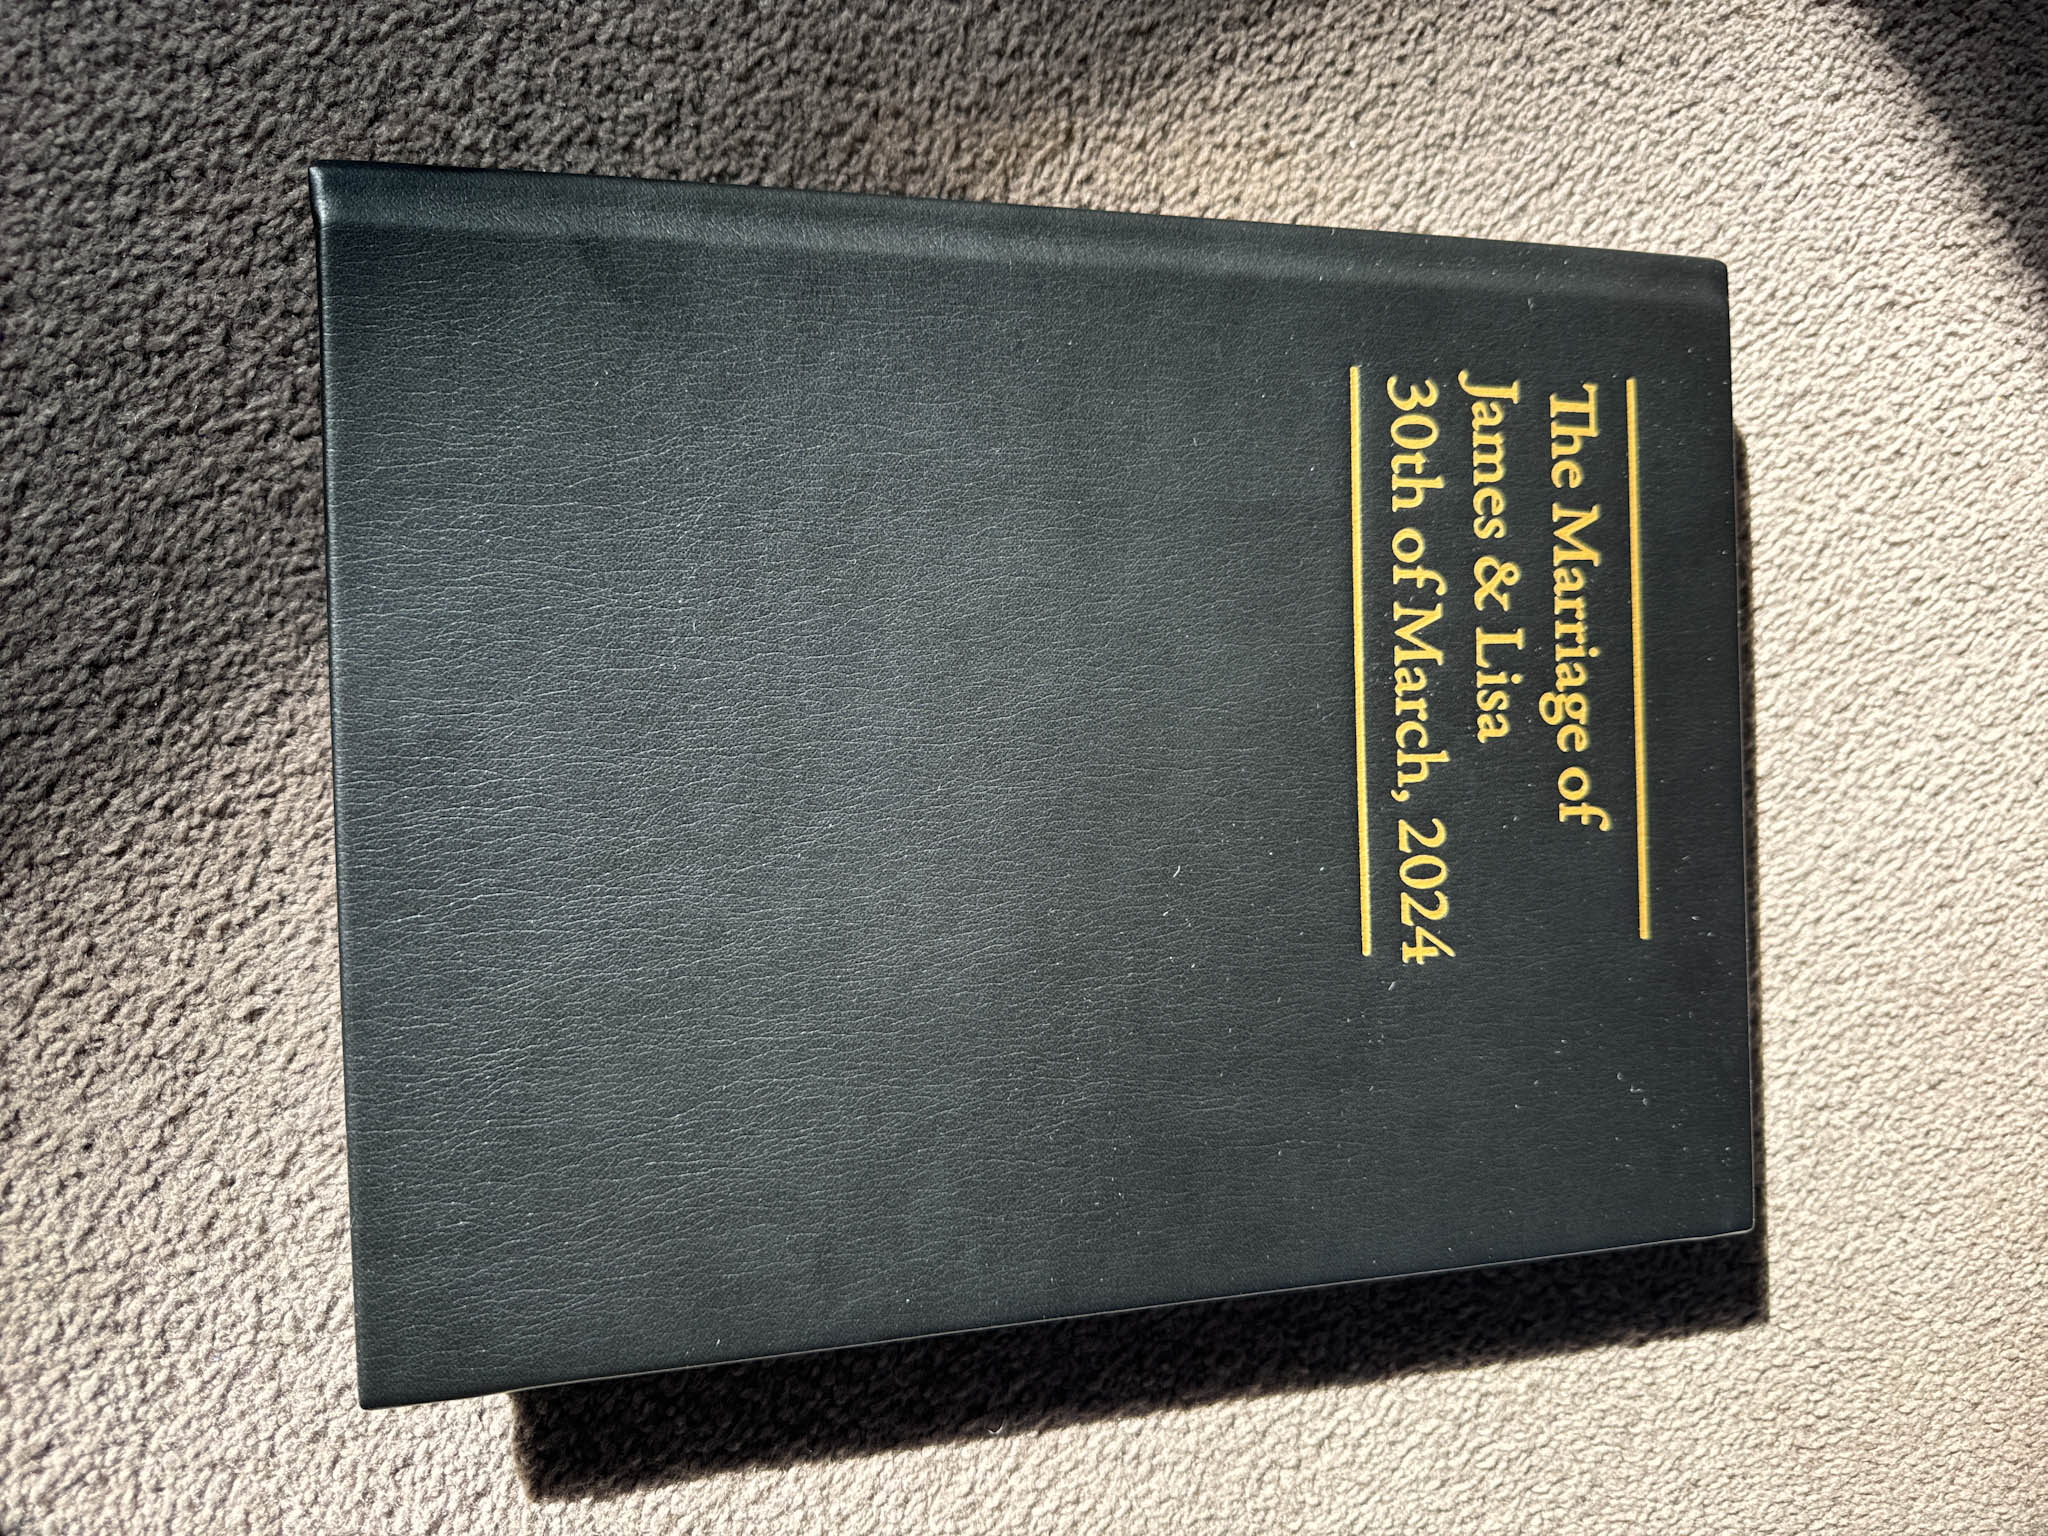 The Marriage of
James & Lisa
30th of March, 2024